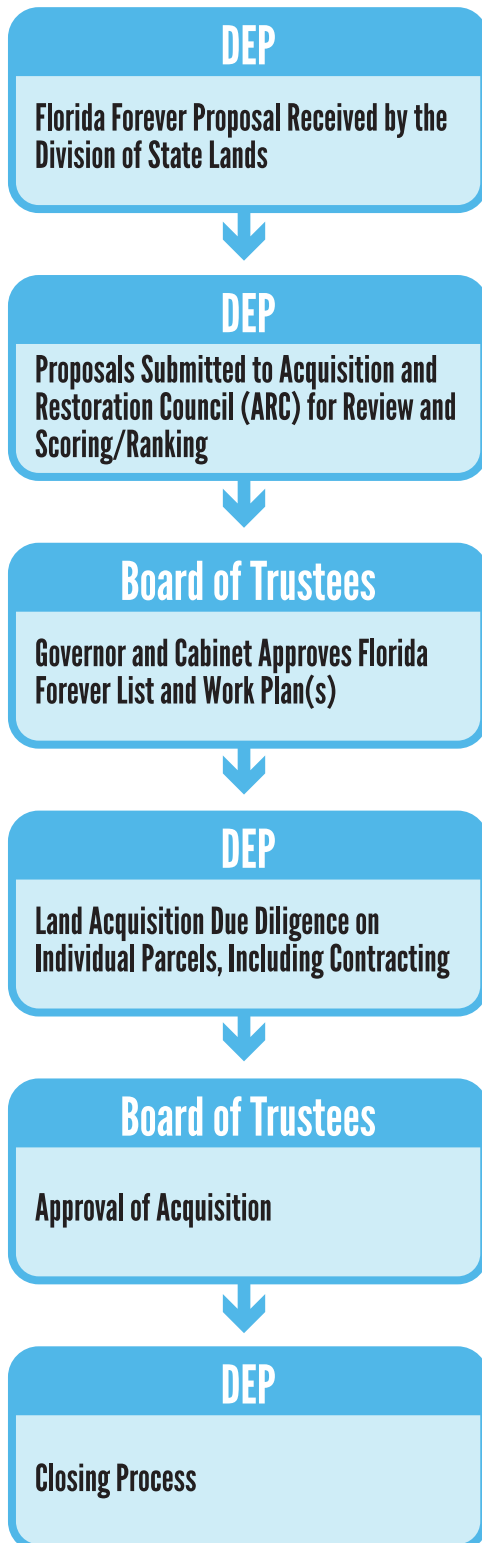 DEP
Florida Forever Proposal Received by the
Division of State Lands
DEP
Proposals Submitted to Acquisition and
Restoration Council (ARC) for Review and
Scoring/Ranking
Board of Trustees
Governor and Cabinet Approves Florida
Forever List and Work Plan(s)
DEP
Land Acquisition Due Diligence on
Individual Parcels, Including Contracting
Board of Trustees
Approval of Acquisition
DEP
Closing Process